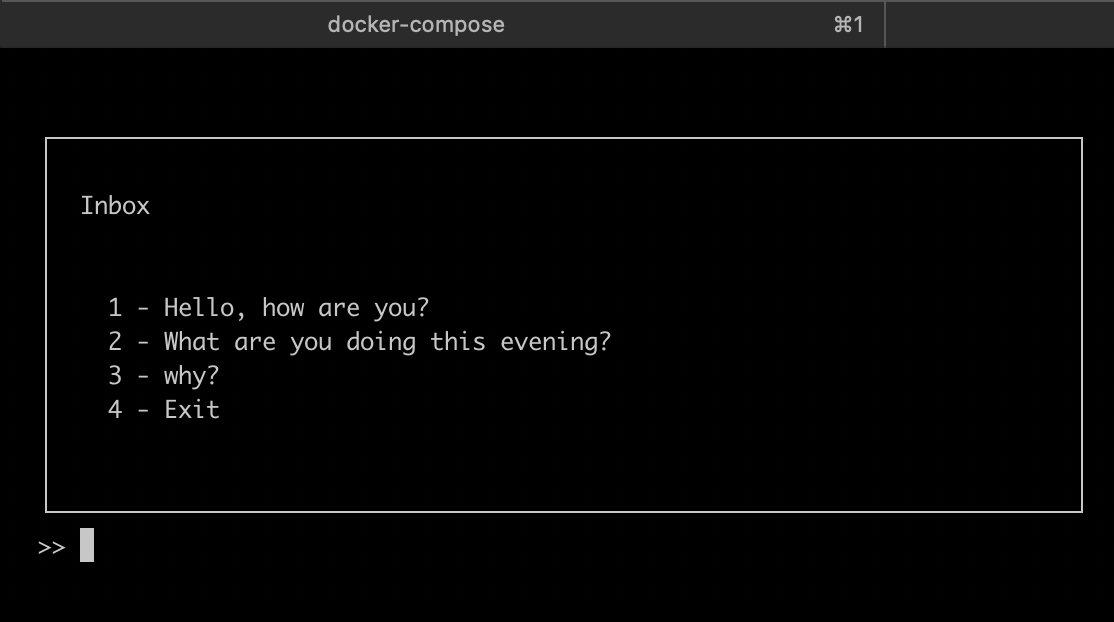 docker-compose ⌘1
Inbox
1 - Hello, how are you?
2 - What are you doing this evening?
3 - why?
4 - Exit
>>